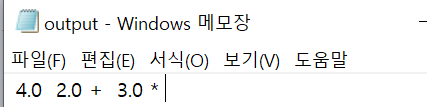 output - Windows 메모장
파일(F) 편집(E) 서식(O) 보기(V) 도움말
4.0 2.0 + 3.0 *